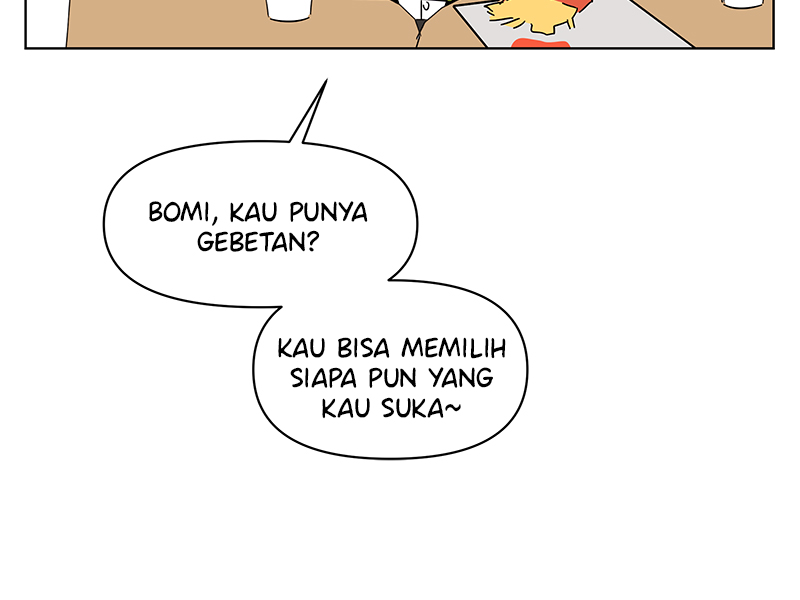 BOMI, KAU PUNYA
GEBETAN?
KAU BISA MEMILIH
SIAPA PUN YANG
KAU SUKA~